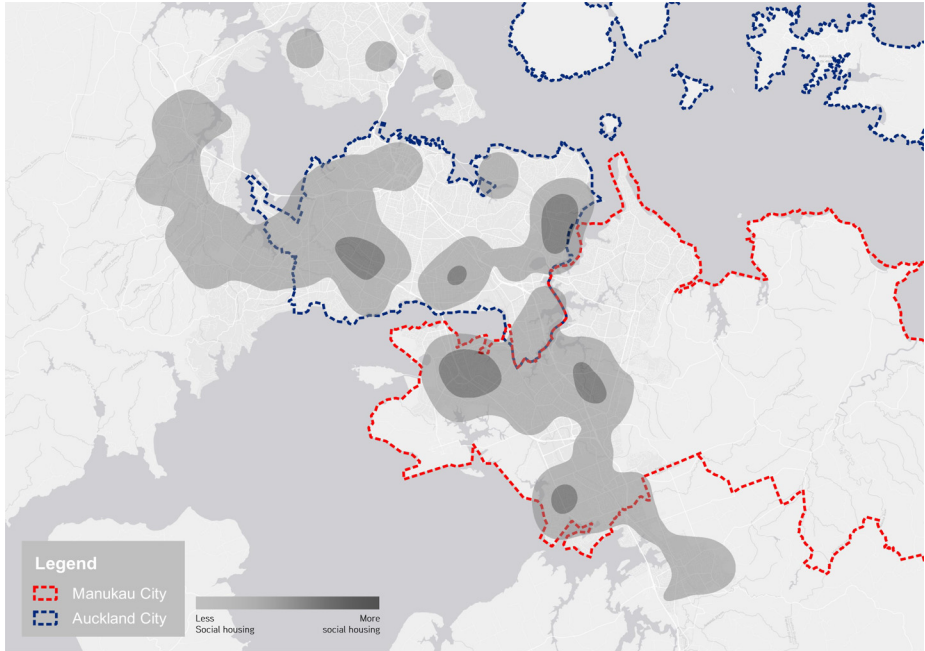 Legend
Manukau City
Auckland City
Less
Social housing
More
social housing